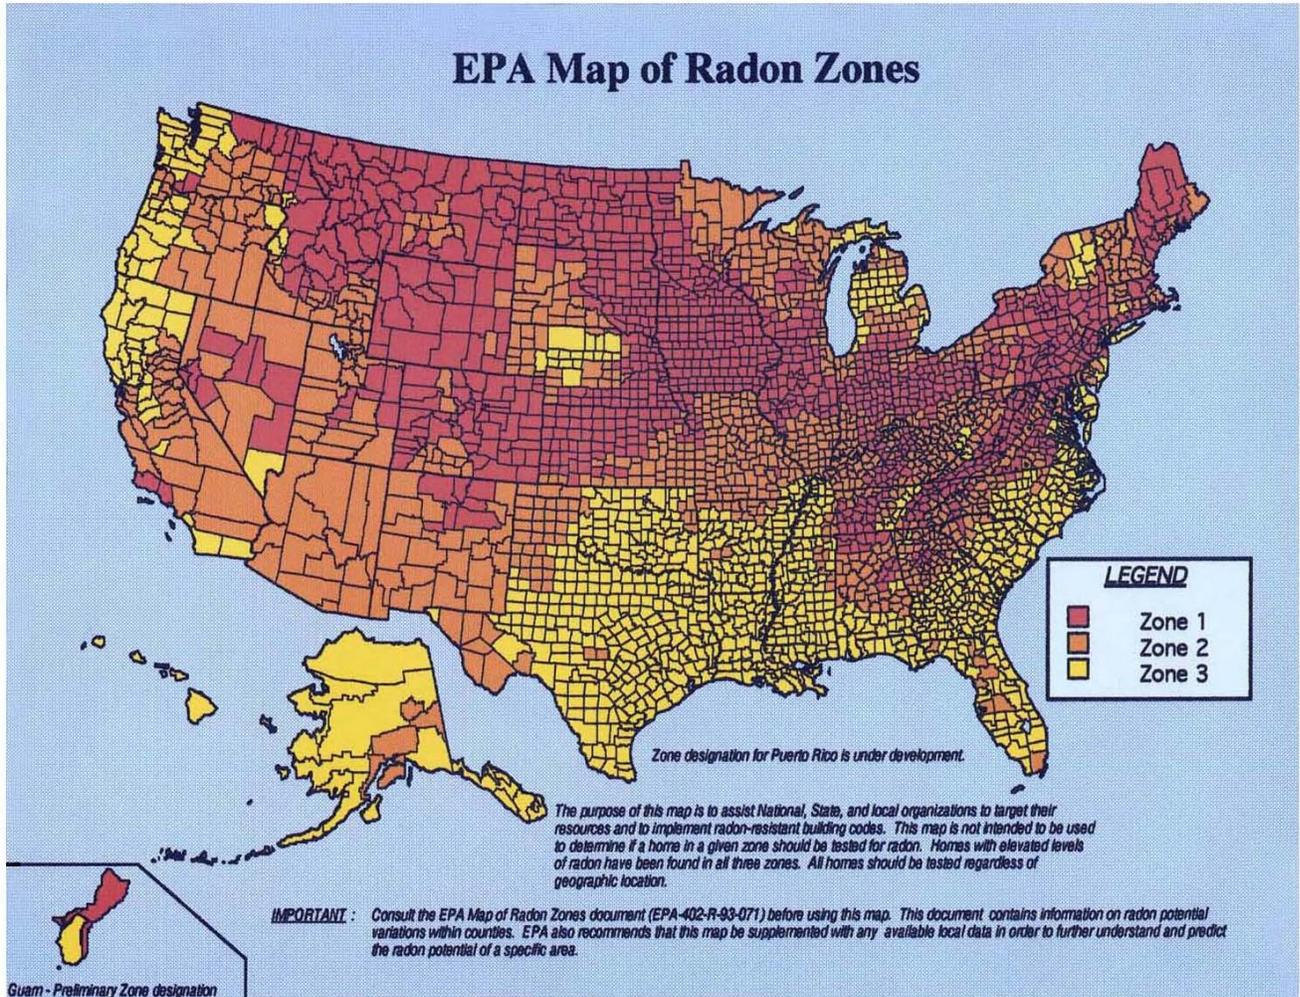 EPA Map of Radon Zones
LEGEND
Zone 1
Zone 2
Zone 3
Zone designation for Puerto Rico is under development.
The purpose of this map is to assist National, State, and local organizations to target their
resources and to implement radon-resistant building codes. This map is not intended to be used
to determine if a home in a given zone should be tested for radon. Homes with elevated levels
of radon have been found in all three zones. All homes should be tested regardless of
geographic location.
IMPORTANT : Consult the EPA Map of Radon Zones document (EPA-402-R-93-071) before using this map. This document contains information on radon potential
variations within counties. EPA also recommends that this map be supplemented with any available local data in order to further understand and predict
the radon potential of a specific area.
Guam - Preliminary Zone designation